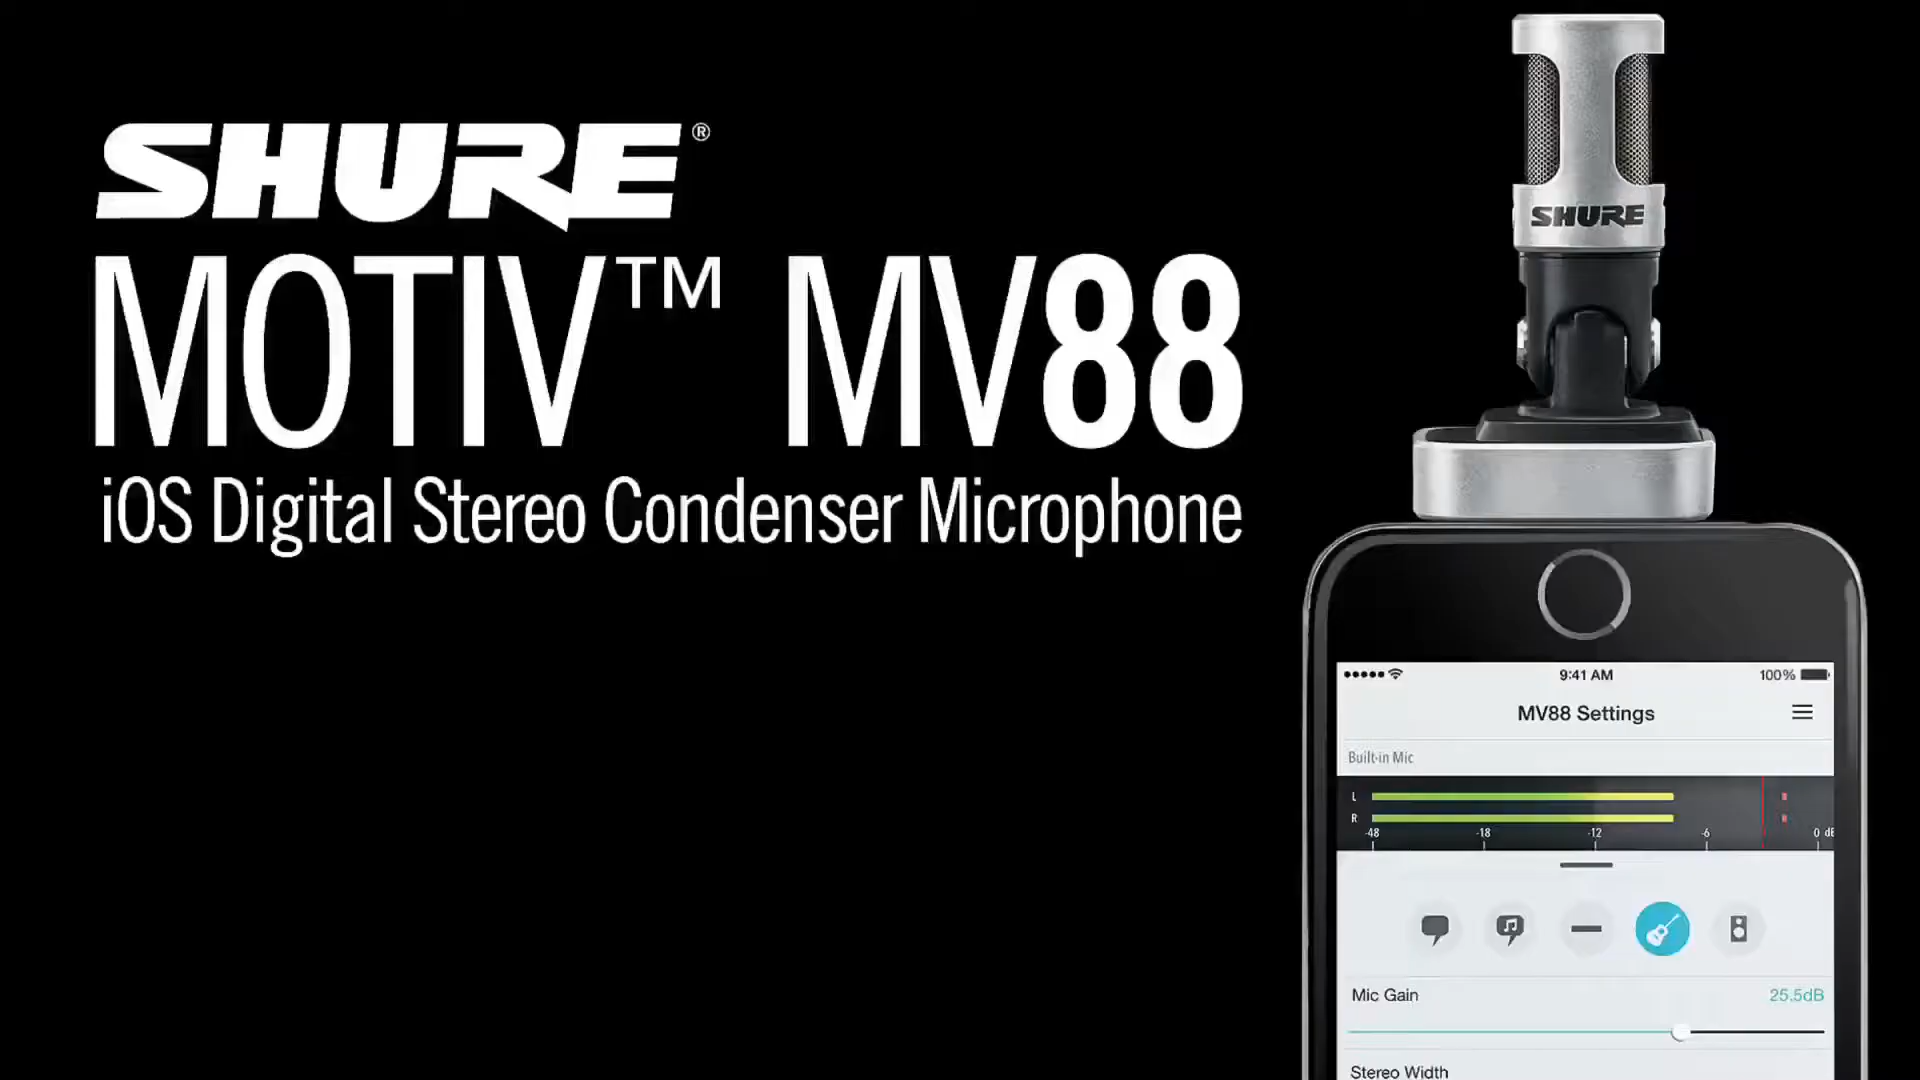 SHURE®
MOTIV™ MV88
iOS Digital Stereo Condenser Microphone
SHURE
9:41 AM
100%
MV88 Settings
Built-in Mic
L
R
-48 -18 -12 -6 0 dB
Mic Gain 25.5dB
Stereo Width